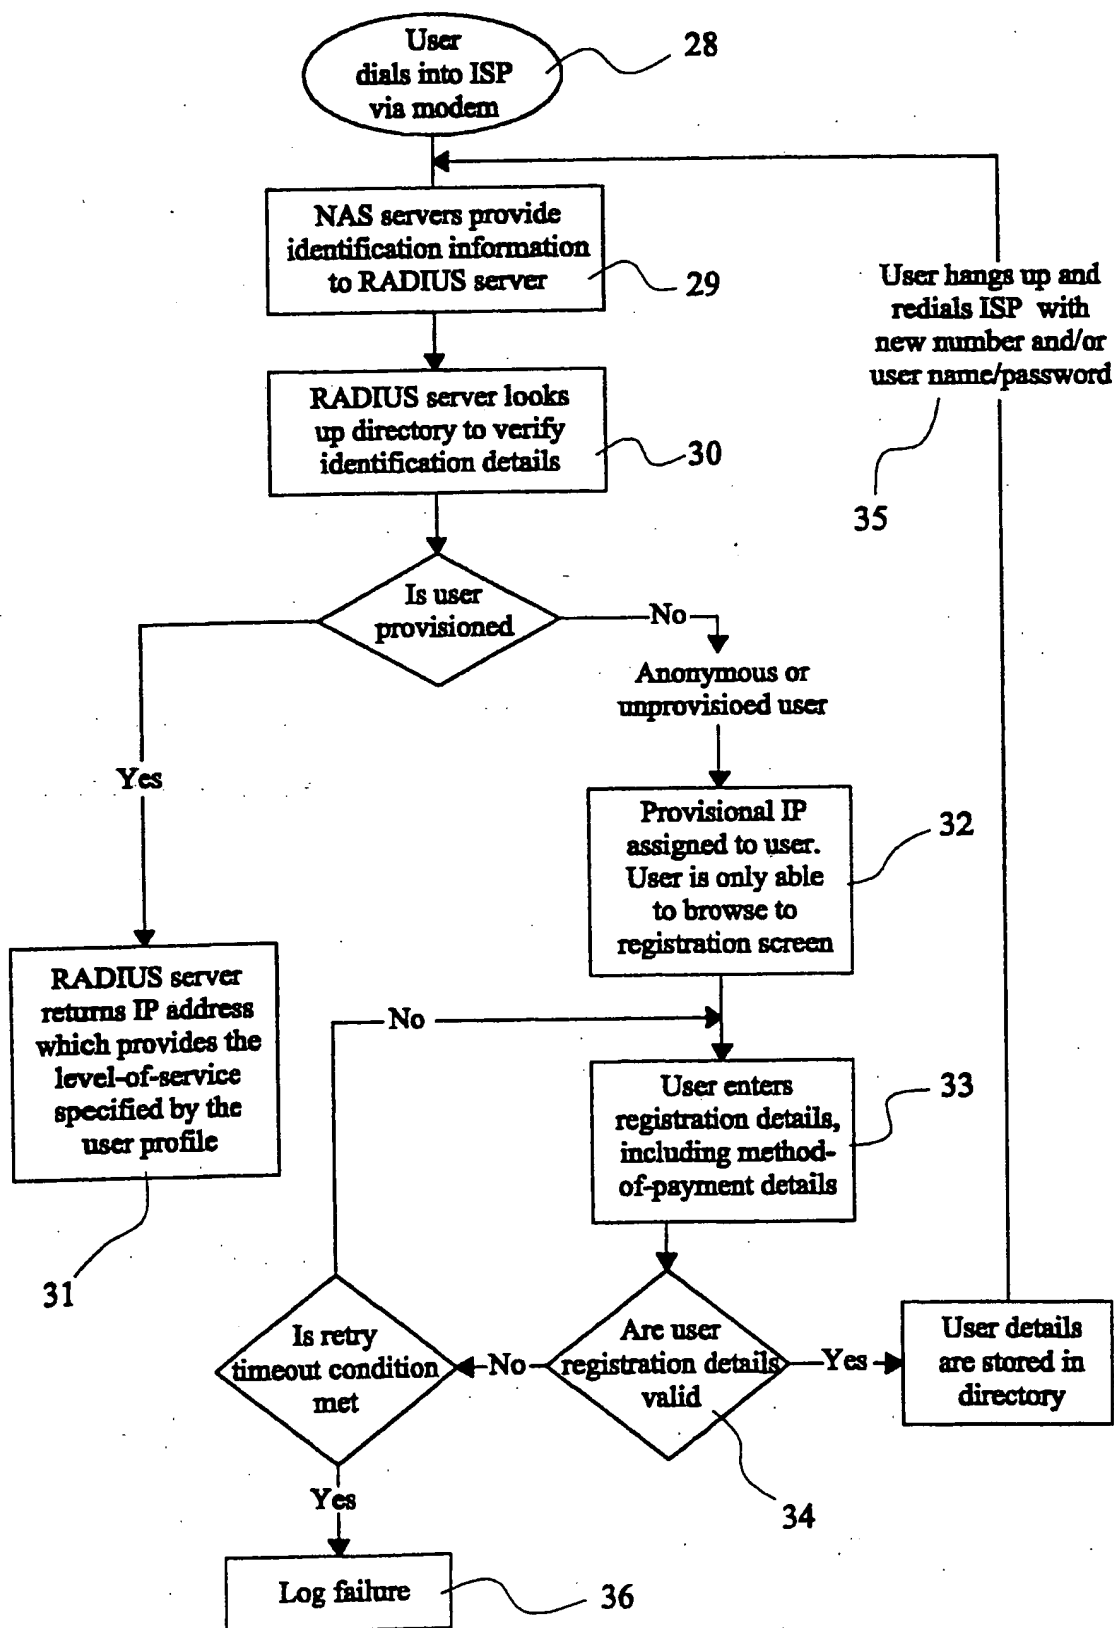 User
dials into ISP
via modem
28
NAS servers provide
identification information
to RADIUS server
29
User hangs up and
redials ISP with
new number and/or
user name/password
35
RADIUS server looks
up directory to verify
identification details
30
Is user
provisioned
No
Anonymous or
unprovisioed user
Yes
Provisional IP
assigned to user.
User is only able
to browse to
registration screen
32
RADIUS server
returns IP address
which provides the
level-of-service
specified by the
user profile
31
No
User enters
registration details,
including method-
of-payment details
33
Is retry
timeout condition
met
No
Are user
registration details
valid
34
Yes
User details
are stored in
directory
Yes
Log failure
36